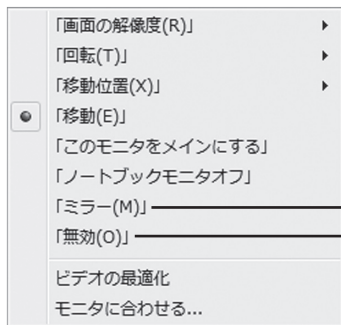 「画面の解像度(R)」
「回転(T)」
「移動位置(X)」
「移動(E)」
「このモニタをメインにする」
「ノートブックモニタオフ」
「ミラー(M)」
「無効(O)」
ビデオの最適化
モニタに合わせる...